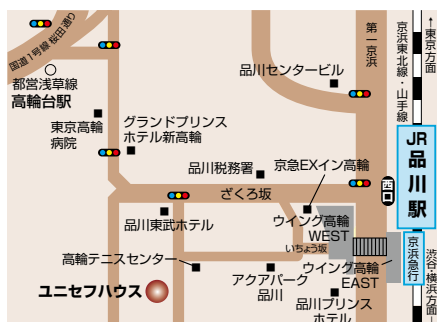 国道1号線 桜田通り
都営浅草線
高輪台駅
東京高輪
病院
グランドプリンス
ホテル新高輪
品川センタービル
第一京浜
京浜東北線・山手線
↑東京方面
品川税務署
京急EXイン高輪
JR
品川駅
西口
ざくろ坂
品川東武ホテル
ウイング高輪
WEST
いちょう坂
京浜急行
高輪テニスセンター
アクアパーク
品川
ウイング高輪
EAST
ユニセフハウス
品川プリンス
ホテル
渋谷・横浜方面↓